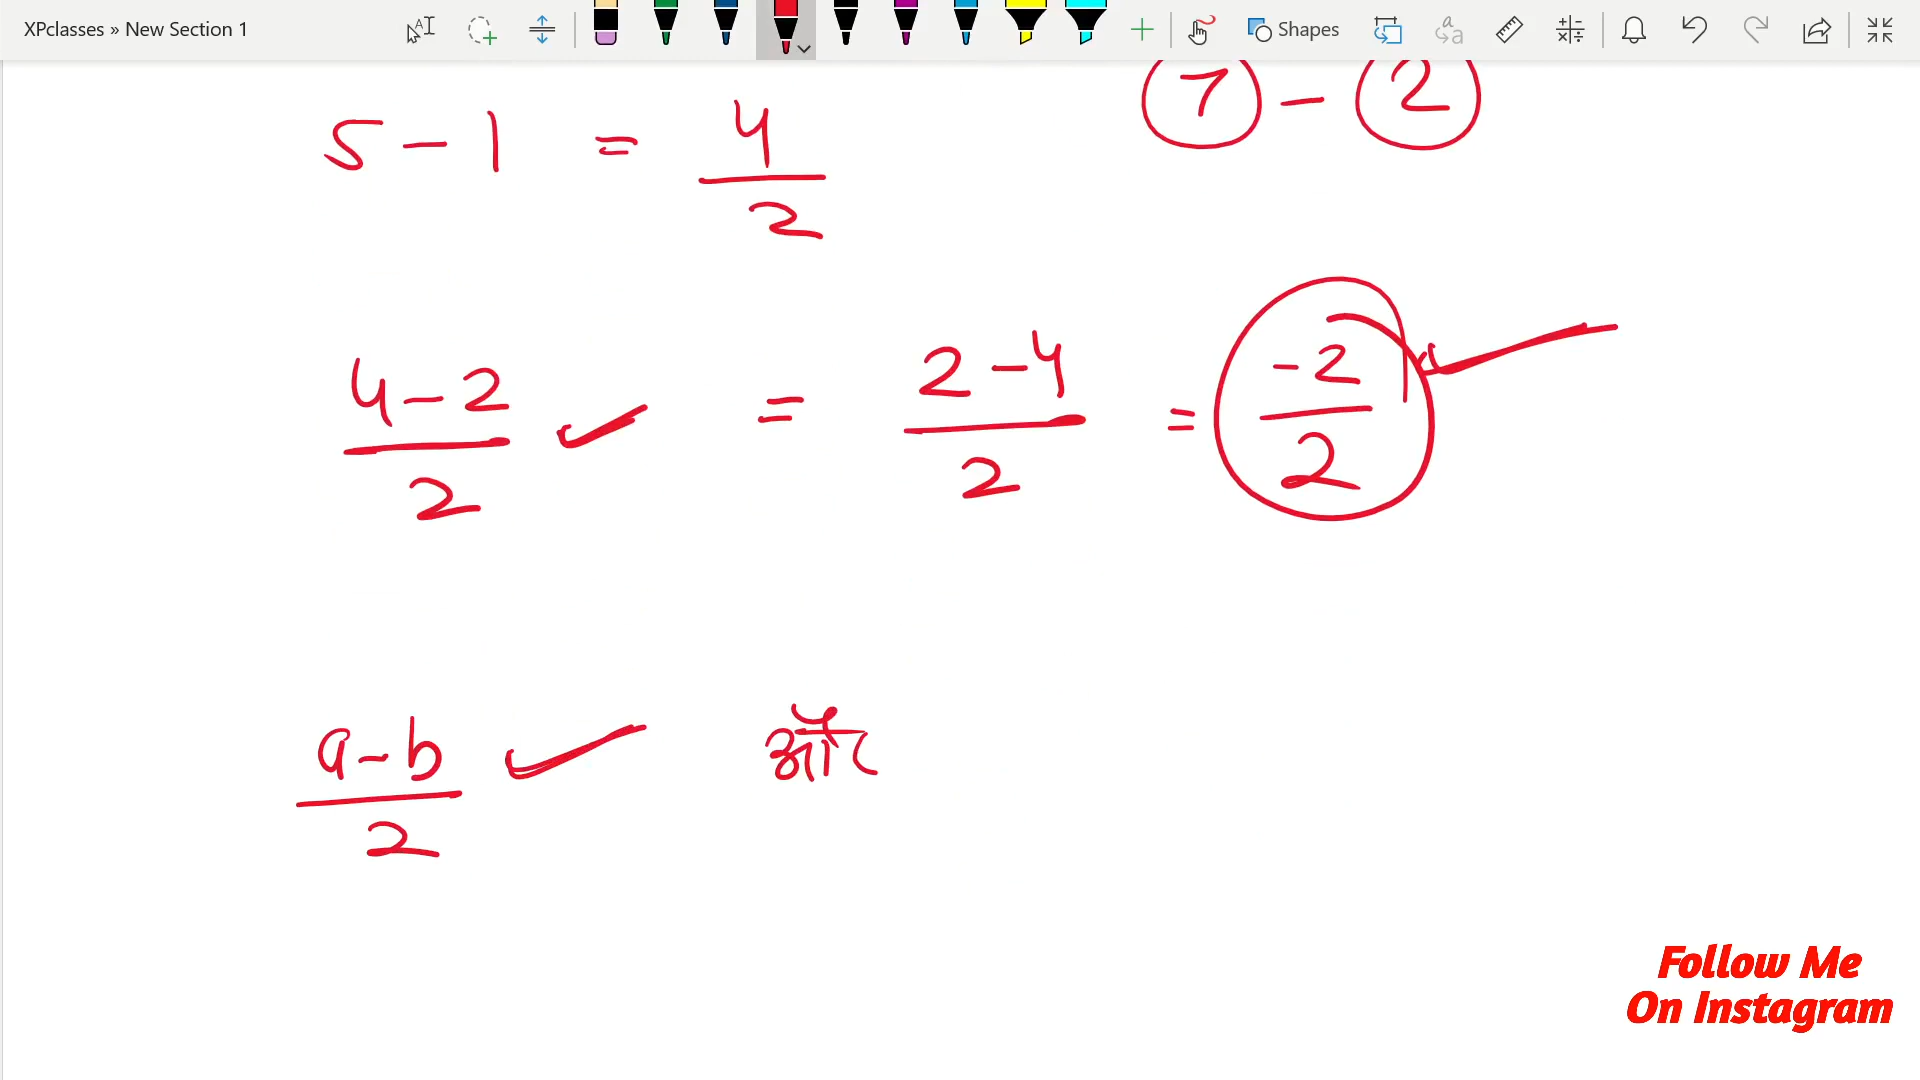 XPclasses » New Section 1
Shapes
5 - 1 = 4/2
7 - 2
4-2/2 = 2-4/2 = -2/2
a-b/2 और
Follow Me
On Instagram